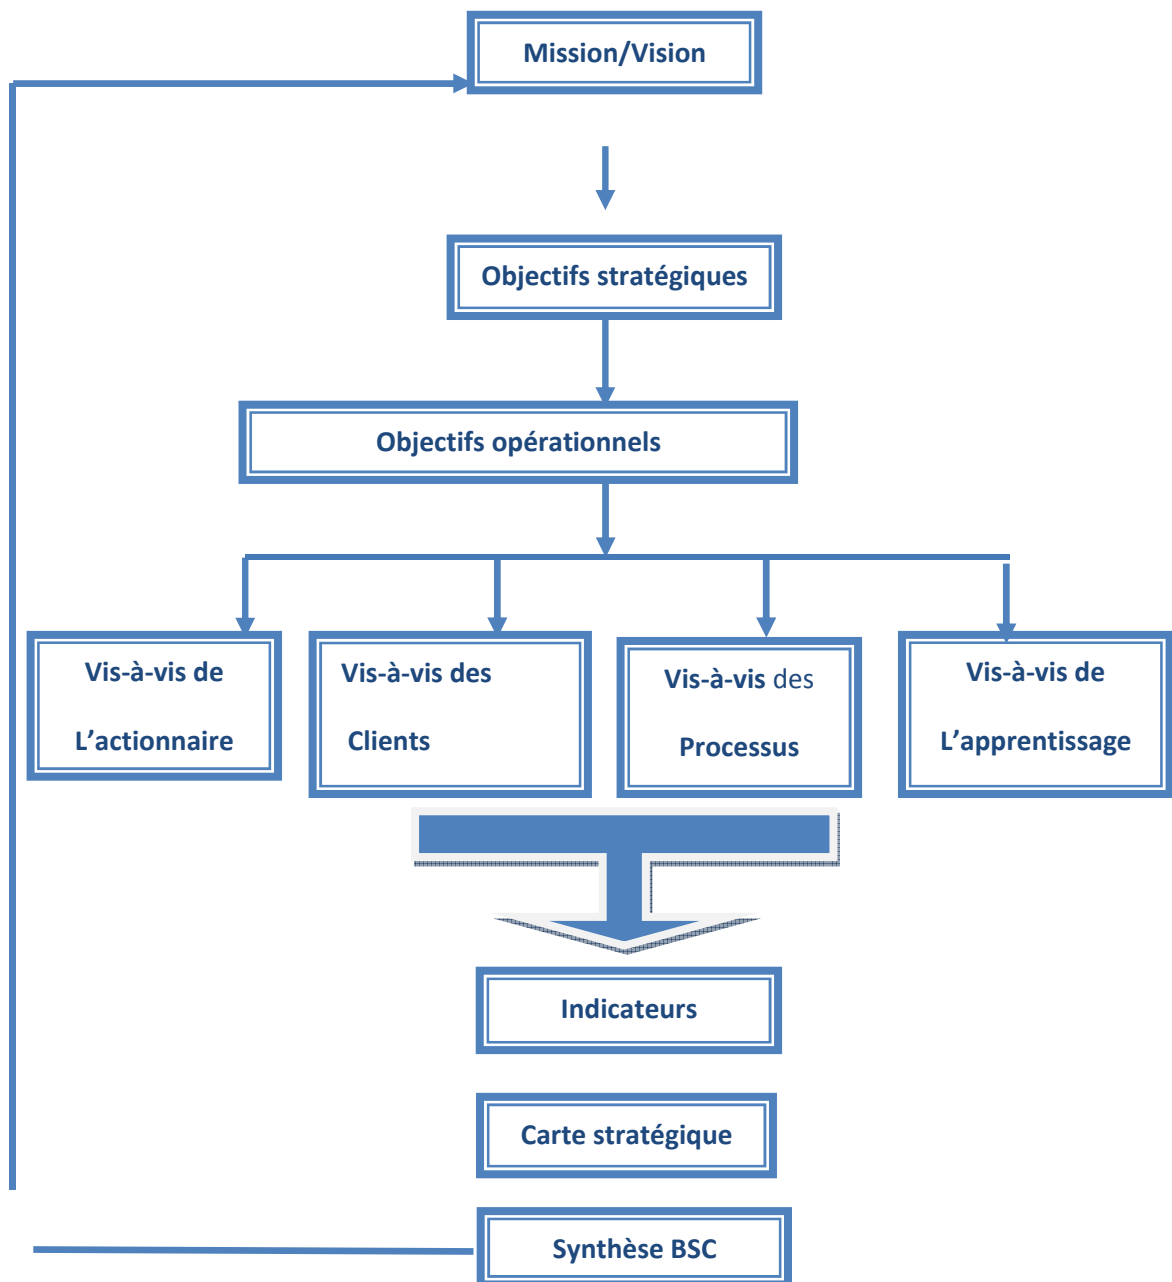 Mission/Vision
Objectifs stratégiques
Objectifs opérationnels
Vis-à-vis de
L’actionnaire
Vis-à-vis des
Clients
Vis-à-vis des
Processus
Vis-à-vis de
L’apprentissage
Indicateurs
Carte stratégique
Synthèse BSC